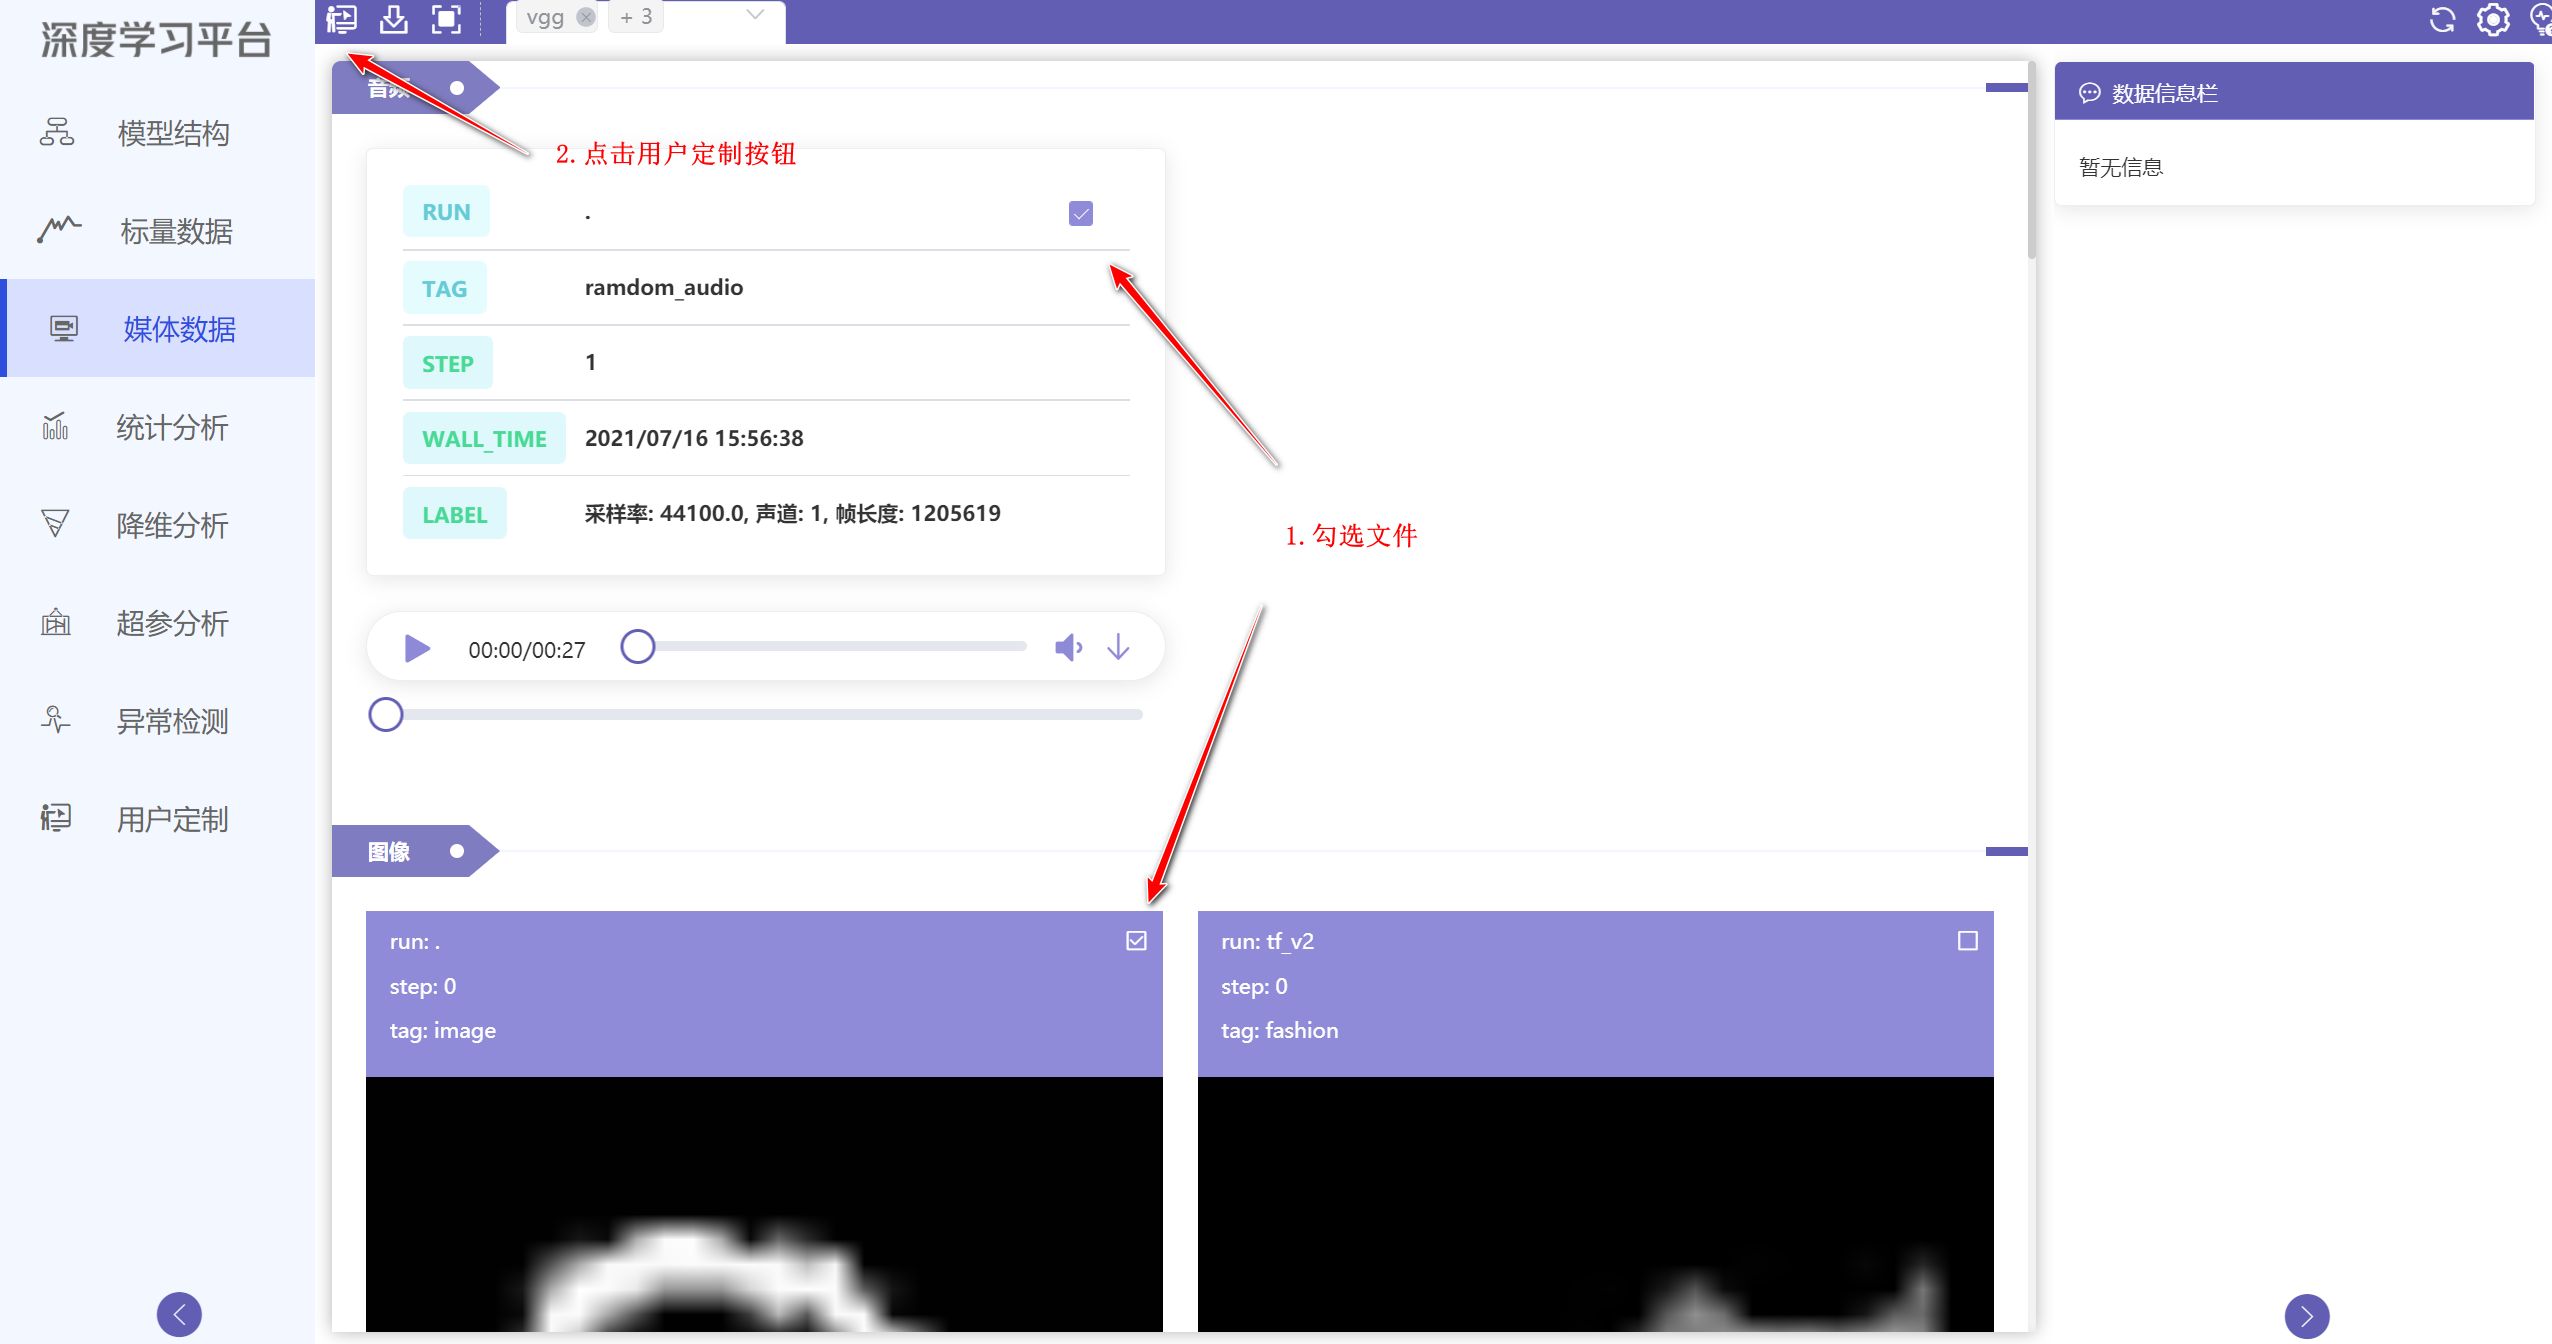 深度学习平台
模型结构
标量数据
媒体数据
统计分析
降维分析
超参分析
异常检测
用户定制
vgg
+ 3
音频
2. 点击用户定制按钮
RUN .
TAG ramdom_audio
STEP 1
WALL_TIME 2021/07/16 15:56:38
LABEL 采样率: 44100.0, 声道: 1, 帧长度: 1205619
1. 勾选文件
00:00/00:27
图像
run: .
step: 0
tag: image
run: tf_v2
step: 0
tag: fashion
数据信息栏
暂无信息